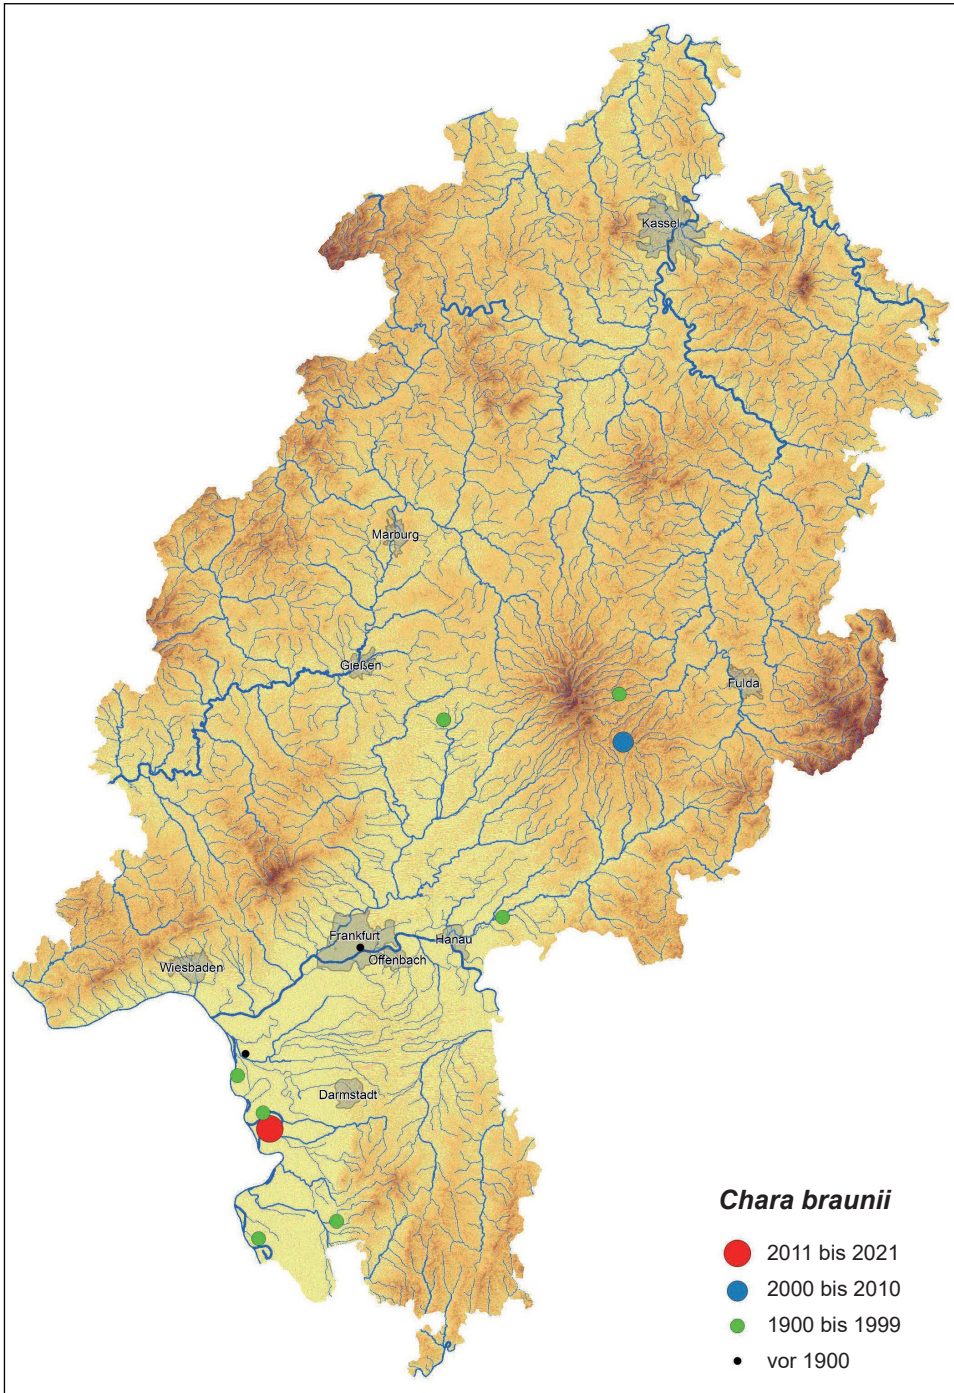 Kassel
Marburg
Gießen
Fulda
Frankfurt
Hanau
Offenbach
Wiesbaden
Darmstadt
Chara braunii
2011 bis 2021
2000 bis 2010
1900 bis 1999
vor 1900